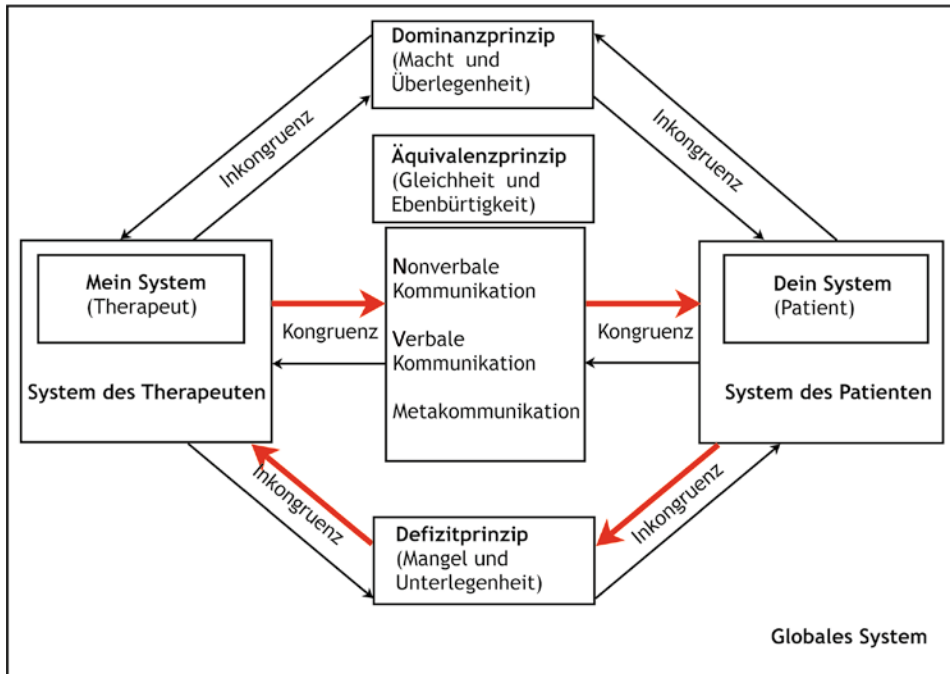 Dominanzprinzip
(Macht und
Überlegenheit)
Inkongruenz
Inkongruenz
Äquivalenzprinzip
(Gleichheit und
Ebenbürtigkeit)
Mein System
(Therapeut)
System des Therapeuten
Kongruenz
Nonverbale
Kommunikation
Verbale
Kommunikation
Metakommunikation
Kongruenz
Dein System
(Patient)
System des Patienten
Inkongruenz
Inkongruenz
Defizitprinzip
(Mangel und
Unterlegenheit)
Globales System